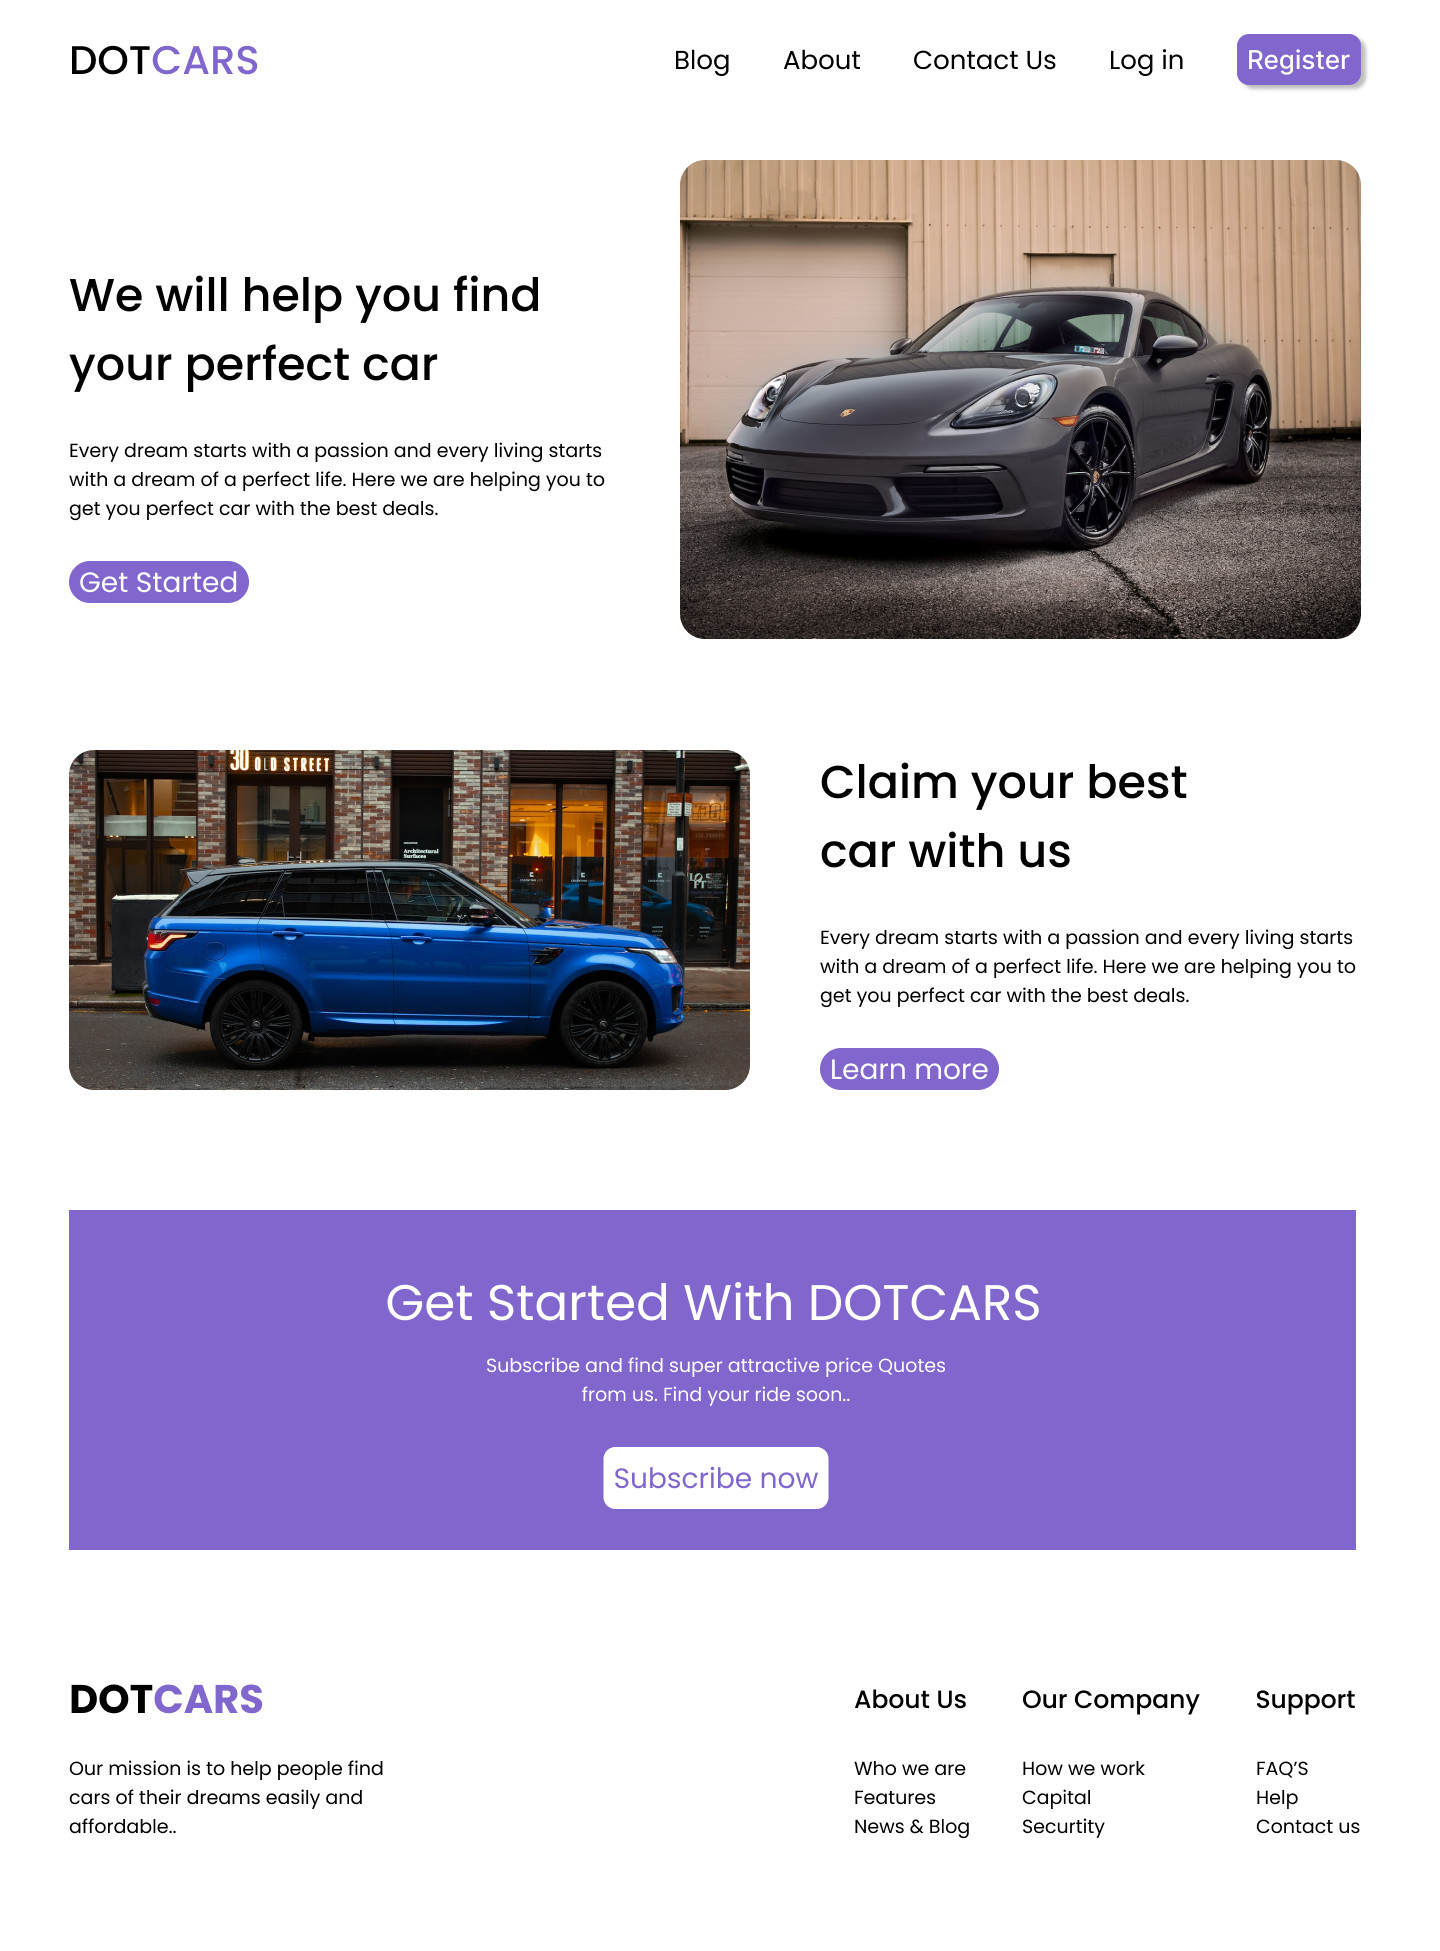 DOTCARS
Blog About Contact Us Log in Register
We will help you find
your perfect car
Every dream starts with a passion and every living starts
with a dream of a perfect life. Here we are helping you to
get you perfect car with the best deals.
Get Started
30 OLD STREET
Architectural
Surfaces
Claim your best
car with us
Every dream starts with a passion and every living starts
with a dream of a perfect life. Here we are helping you to
get you perfect car with the best deals.
Learn more
Get Started With DOTCARS
Subscribe and find super attractive price Quotes
from us. Find your ride soon..
Subscribe now
DOTCARS
Our mission is to help people find
cars of their dreams easily and
affordable..
About Us
Who we are
Features
News & Blog
Our Company
How we work
Capital
Securtity
Support
FAQ’S
Help
Contact us